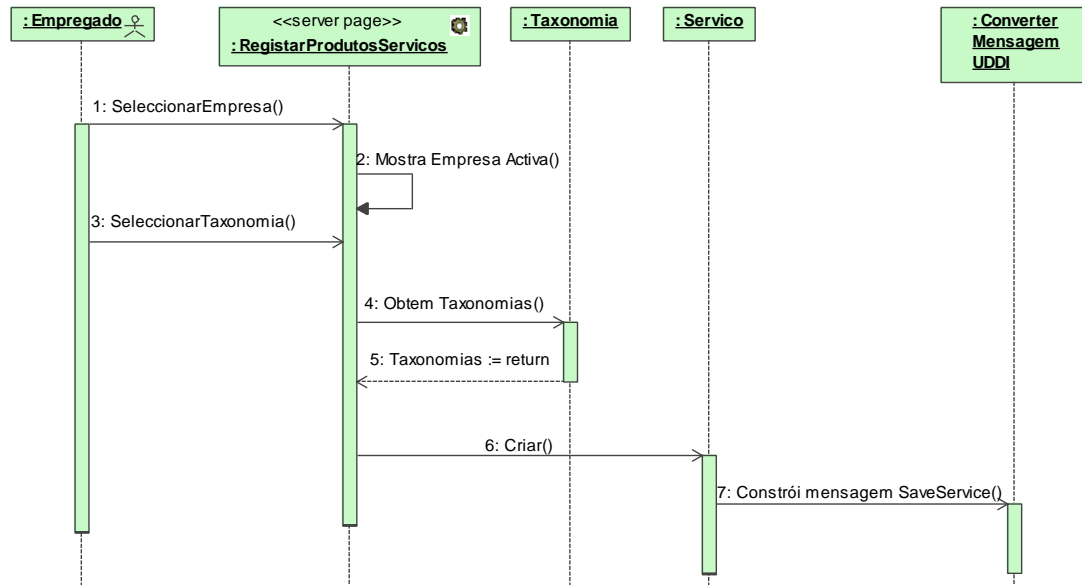 : Empregado
<<server page>>
: RegistarProdutosServicos
: Taxonomia
: Servico
: Converter
Mensagem
UDDI
1: SeleccionarEmpresa()
2: Mostra Empresa Activa()
3: SeleccionarTaxonomia()
4: Obtem Taxonomias()
5: Taxonomias := return
6: Criar()
7: Constrói mensagem SaveService()